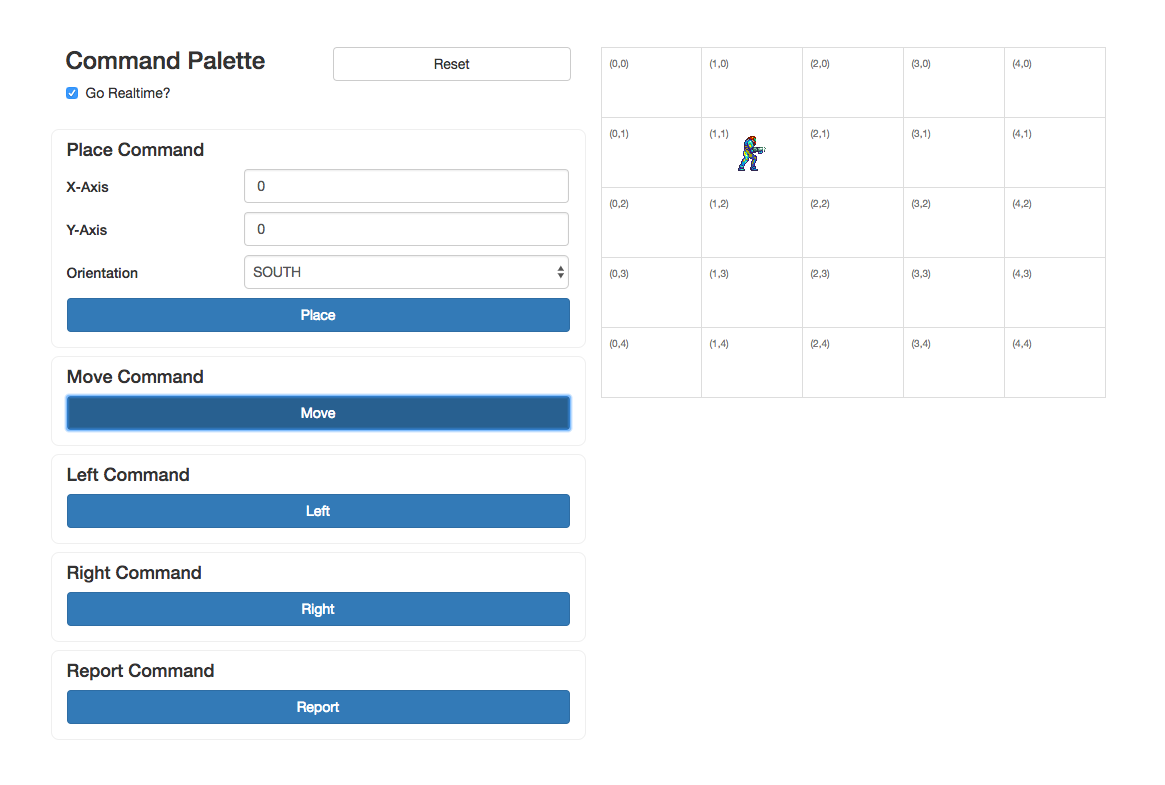 Command Palette
Reset
Go Realtime?
Place Command
X-Axis
0
Y-Axis
0
Orientation
SOUTH
Place
Move Command
Move
Left Command
Left
Right Command
Right
Report Command
Report
(0,0) (1,0) (2,0) (3,0) (4,0)
(0,1) (1,1) (2,1) (3,1) (4,1)
(0,2) (1,2) (2,2) (3,2) (4,2)
(0,3) (1,3) (2,3) (3,3) (4,3)
(0,4) (1,4) (2,4) (3,4) (4,4)